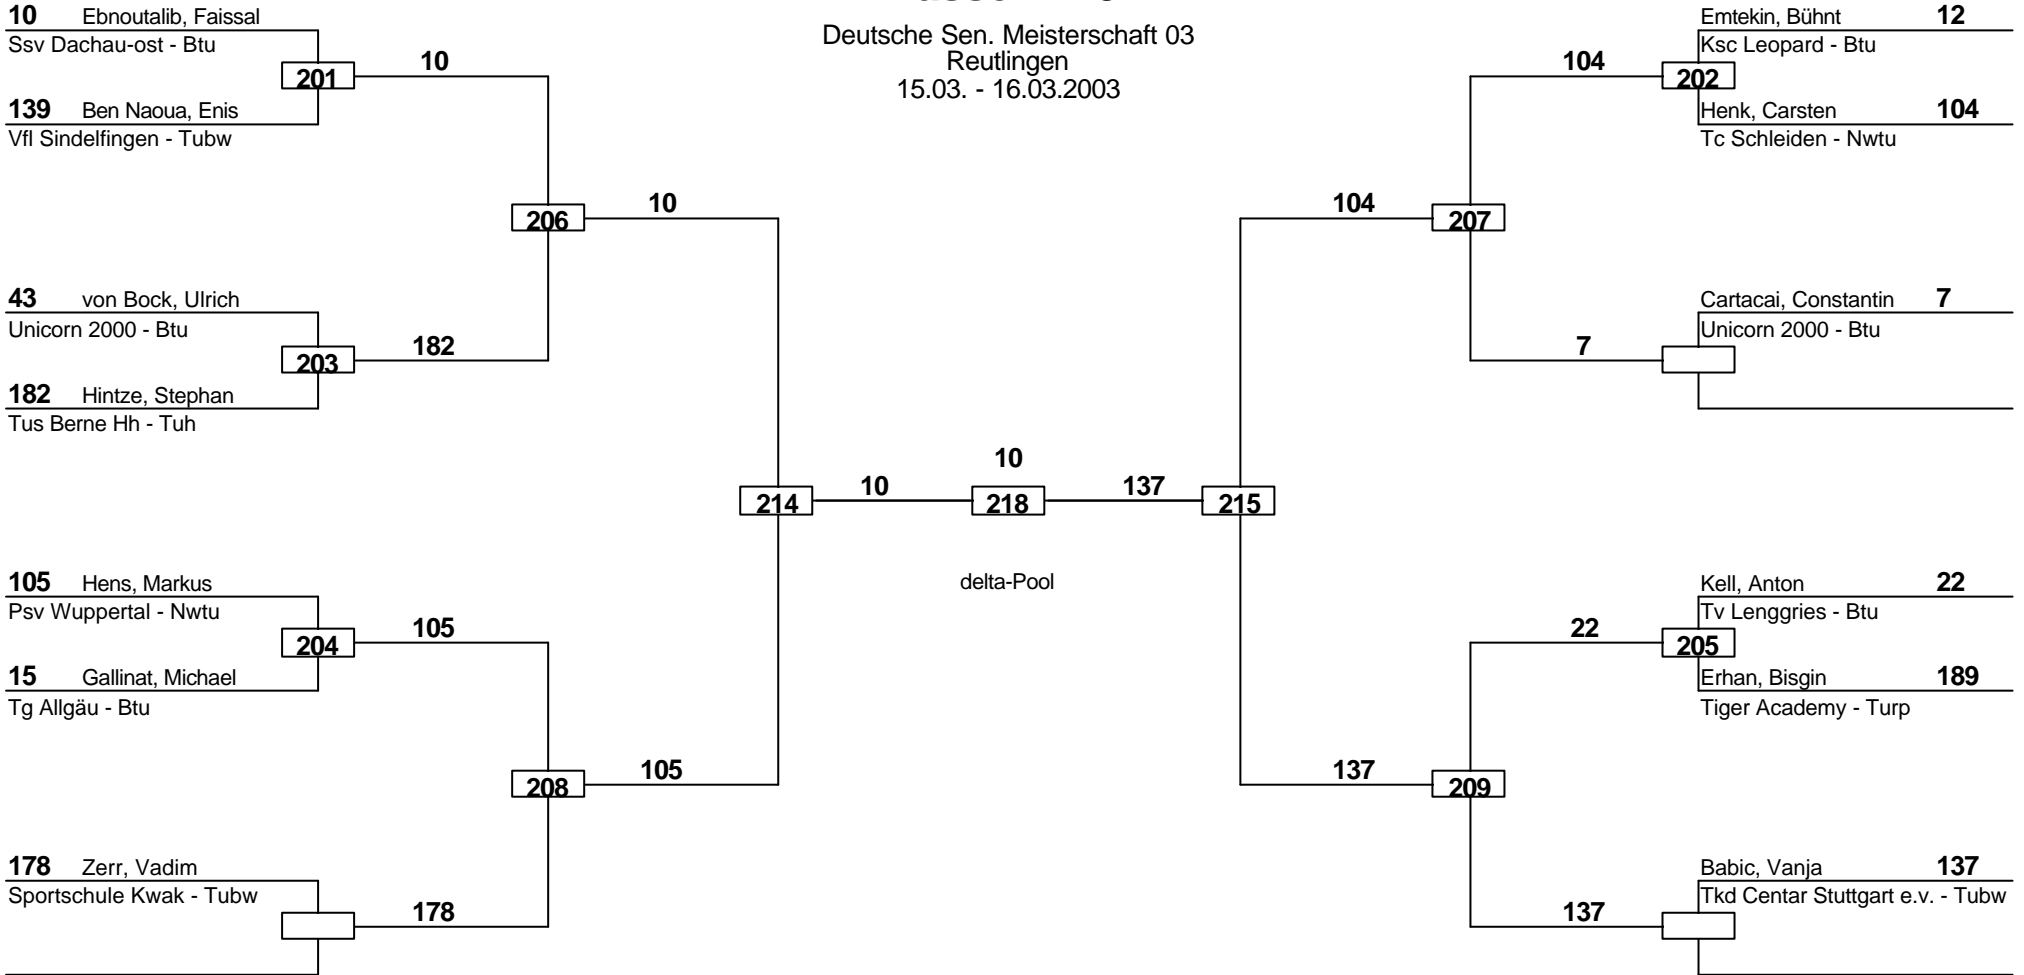 Deutsche Sen. Meisterschaft 03
Reutlingen
15.03. - 16.03.2003
10 Ebnoutalib, Faissal
Ssv Dachau-ost - Btu
201
10
139 Ben Naoua, Enis
Vfl Sindelfingen - Tubw
206
10
43 von Bock, Ulrich
Unicorn 2000 - Btu
203
182
182 Hintze, Stephan
Tus Berne Hh - Tuh
214
10
105 Hens, Markus
Psv Wuppertal - Nwtu
204
105
15 Gallinat, Michael
Tg Allgäu - Btu
208
105
178 Zerr, Vadim
Sportschule Kwak - Tubw
178
10
218
delta-Pool
Emtekin, Bühnt 12
Ksc Leopard - Btu
104
202
Henk, Carsten 104
Tc Schleiden - Nwtu
104
207
Cartacai, Constantin 7
Unicorn 2000 - Btu
7
137
215
Kell, Anton 22
Tv Lenggries - Btu
22
205
Erhan, Bisgin 189
Tiger Academy - Turp
137
209
Babic, Vanja 137
Tkd Centar Stuttgart e.v. - Tubw
137